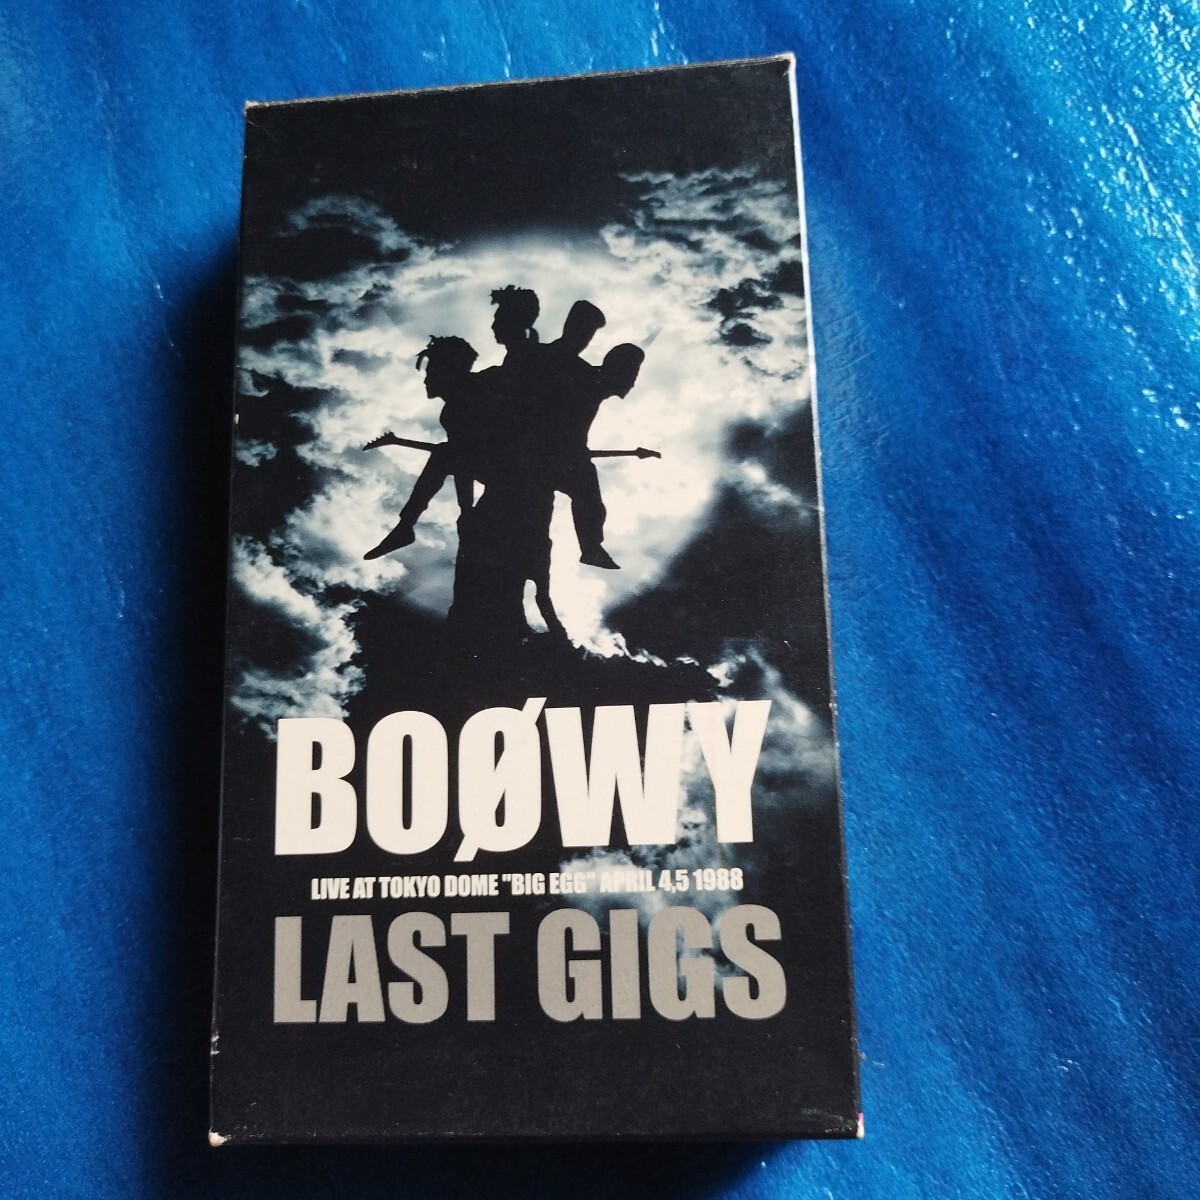 BOØWY
LIVE AT TOKYO DOME "BIG EGG" APRIL 4,5 1988
LAST GIGS